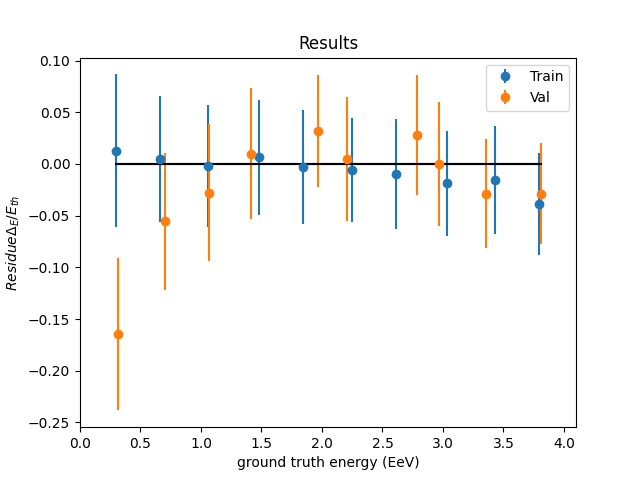 Results
Train
Val
0.10
0.05
0.00
−0.05
−0.10
−0.15
−0.20
−0.25
Residue Δ_E/E_th
0.0 0.5 1.0 1.5 2.0 2.5 3.0 3.5 4.0
ground truth energy (EeV)